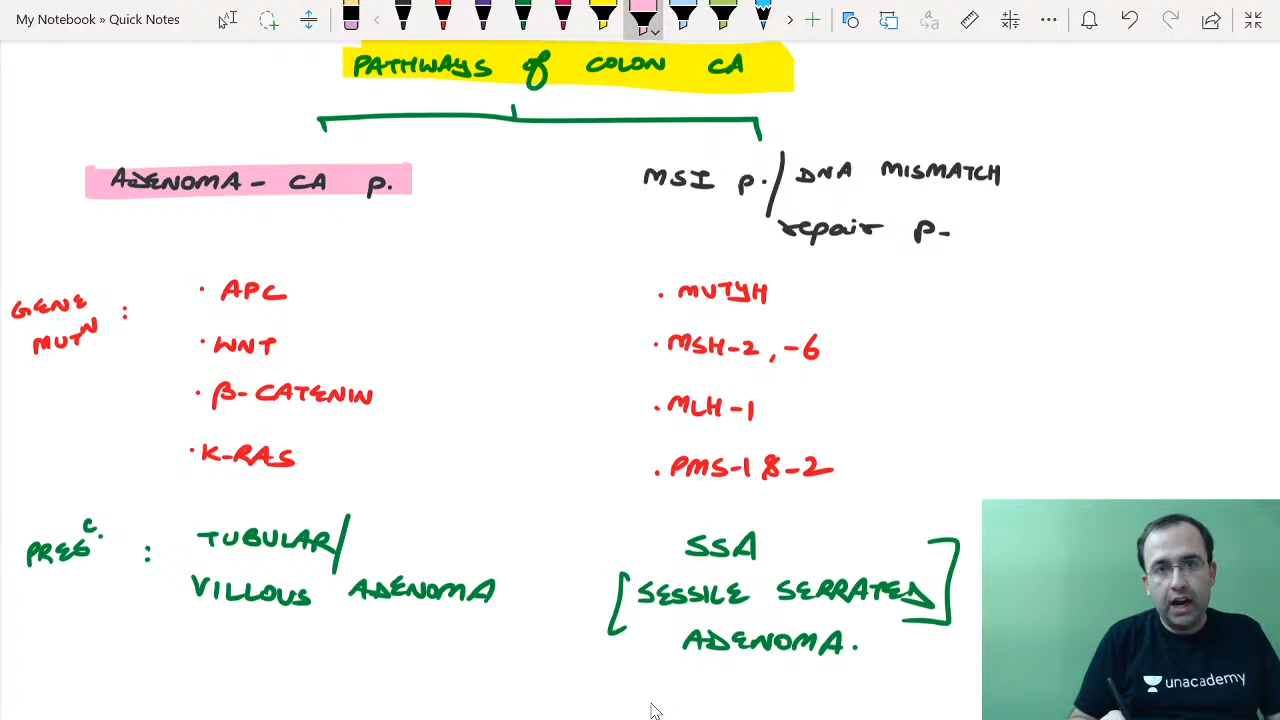 My Notebook » Quick Notes
PATHWAYS of COLON CA
ADENOMA - CA p.
MSI p. / DNA MISMATCH
repair p.
GENE MUTN :
· APC
· WNT
· β-CATENIN
· K-RAS
· MUTYH
· MSH-2, -6
· MLH-1
· PMS-1 & -2
:
TUBULAR/
VILLOUS ADENOMA
SSA
[SESSILE SERRATED]
ADENOMA.
unacademy